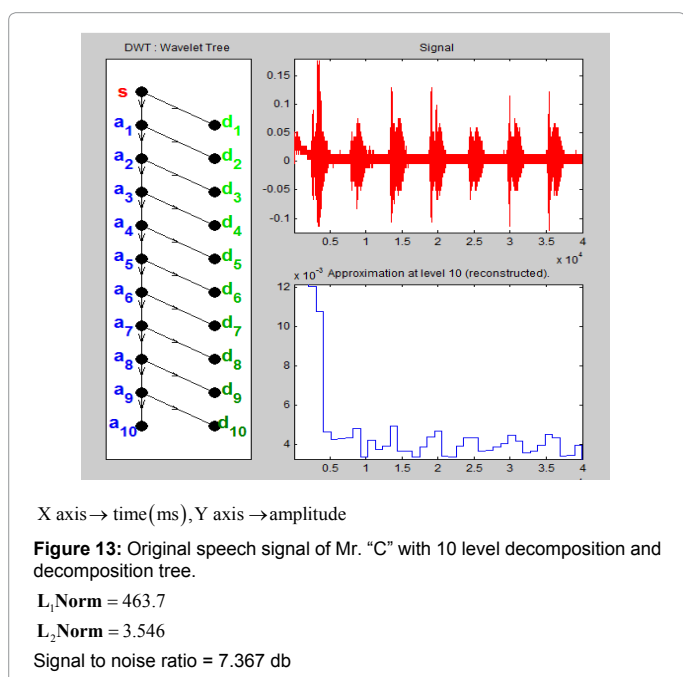 DWT : Wavelet Tree
s
a1 d1
a2 d2
a3 d3
a4 d4
a5 d5
a6 d6
a7 d7
a8 d8
a9 d9
a10 d10
Signal
0.15
0.1
0.05
0
-0.05
-0.1
0.5 1 1.5 2 2.5 3 3.5 4
x 10^4
x 10^-3 Approximation at level 10 (reconstructed).
12
10
8
6
4
0.5 1 1.5 2 2.5 3 3.5 4
X axis → time(ms), Y axis → amplitude
Figure 13: Original speech signal of Mr. “C” with 10 level decomposition and
decomposition tree.
L1Norm = 463.7
L2Norm = 3.546
Signal to noise ratio = 7.367 db